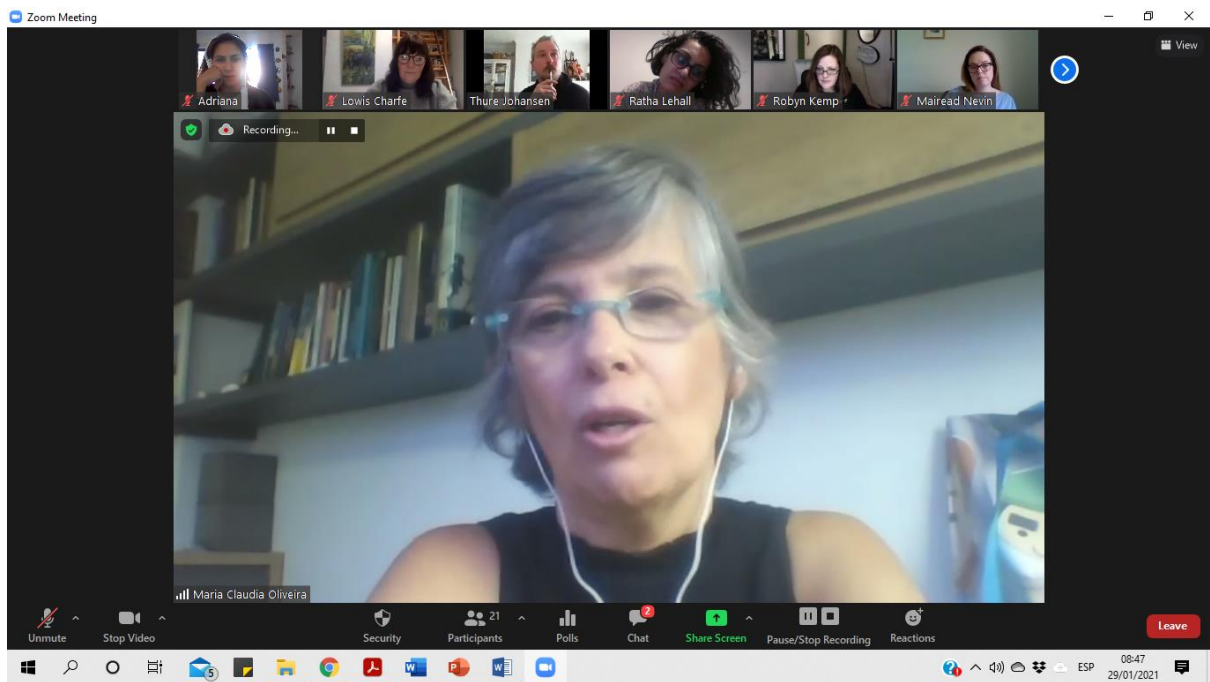 Zoom Meeting
View
Adriana
Lowis Charfe
Thure Johansen
Ratha Lehall
Robyn Kemp
Mairead Nevin
Recording...
Maria Claudia Oliveira
Unmute
Stop Video
Security
21
Participants
Polls
2
Chat
Share Screen
Pause/Stop Recording
Reactions
Leave
5
ESP
08:47
29/01/2021